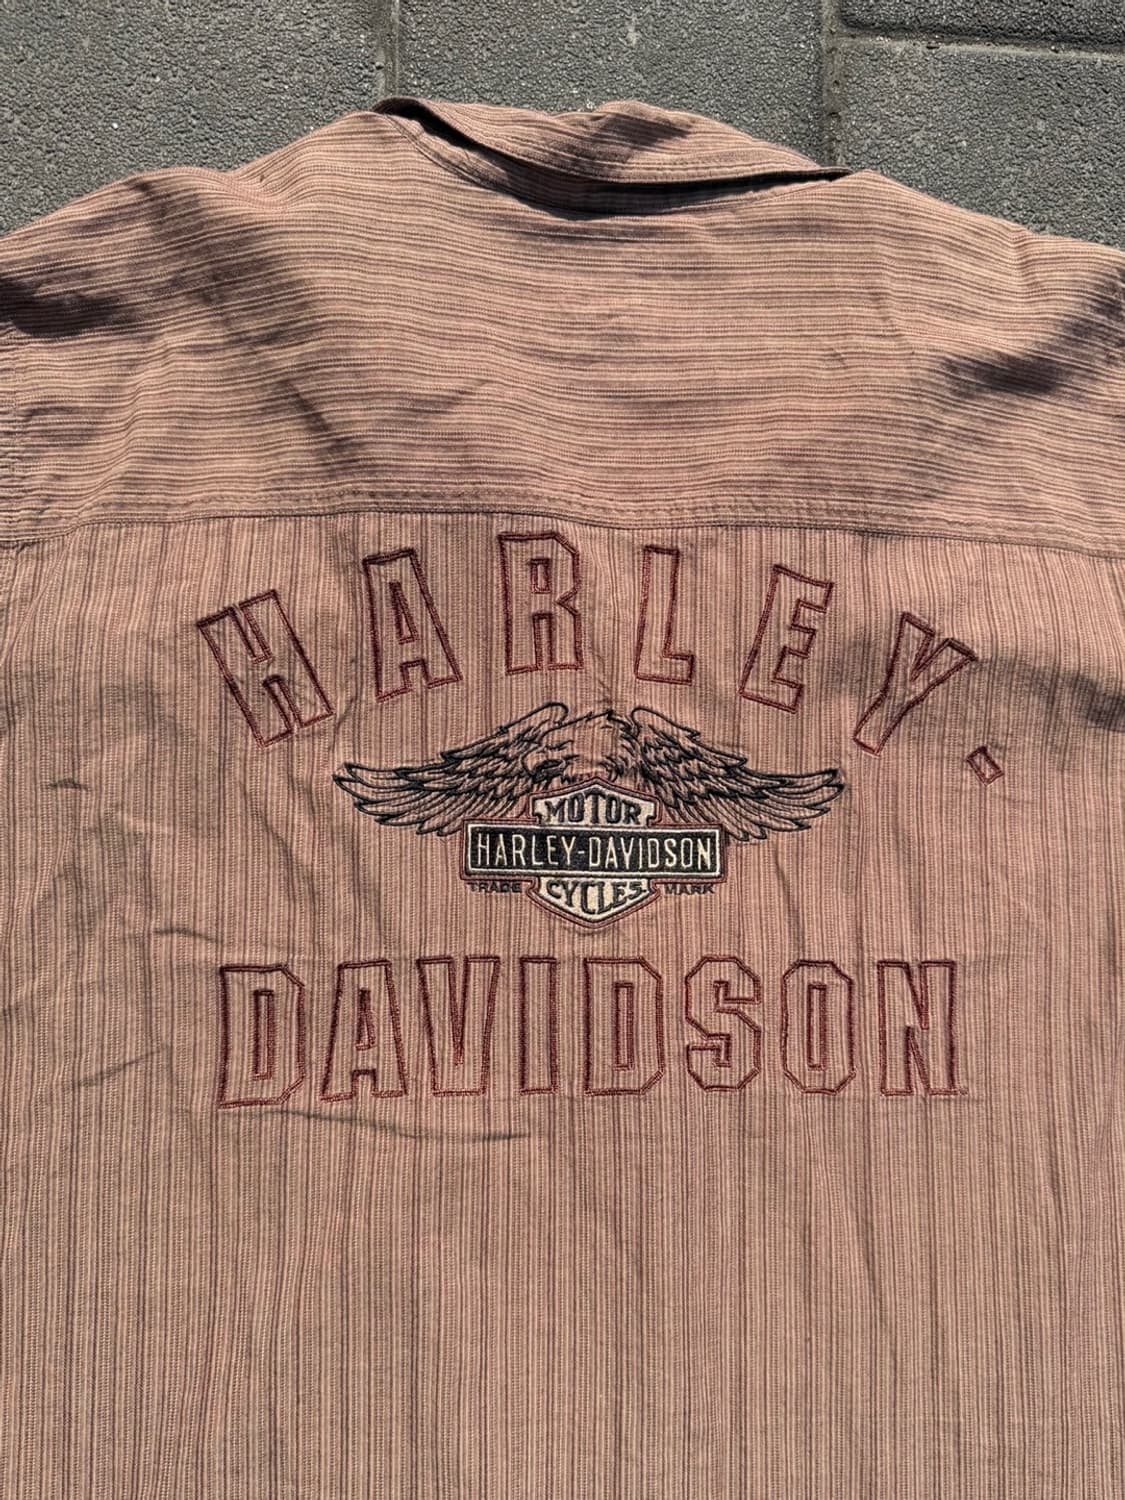 HARLEY-
MOTOR
HARLEY-DAVIDSON
TRADE CYCLES MARK
DAVIDSON